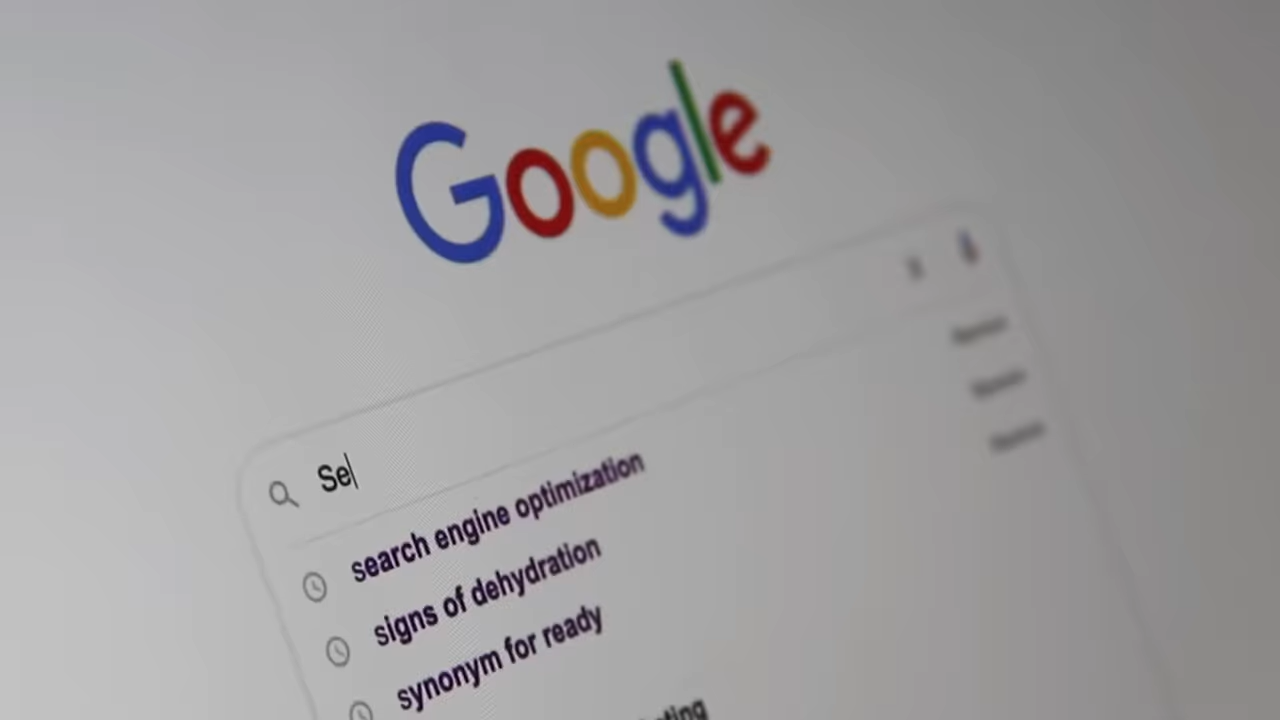 Google
Se
search engine optimization
signs of dehydration
synonym for ready